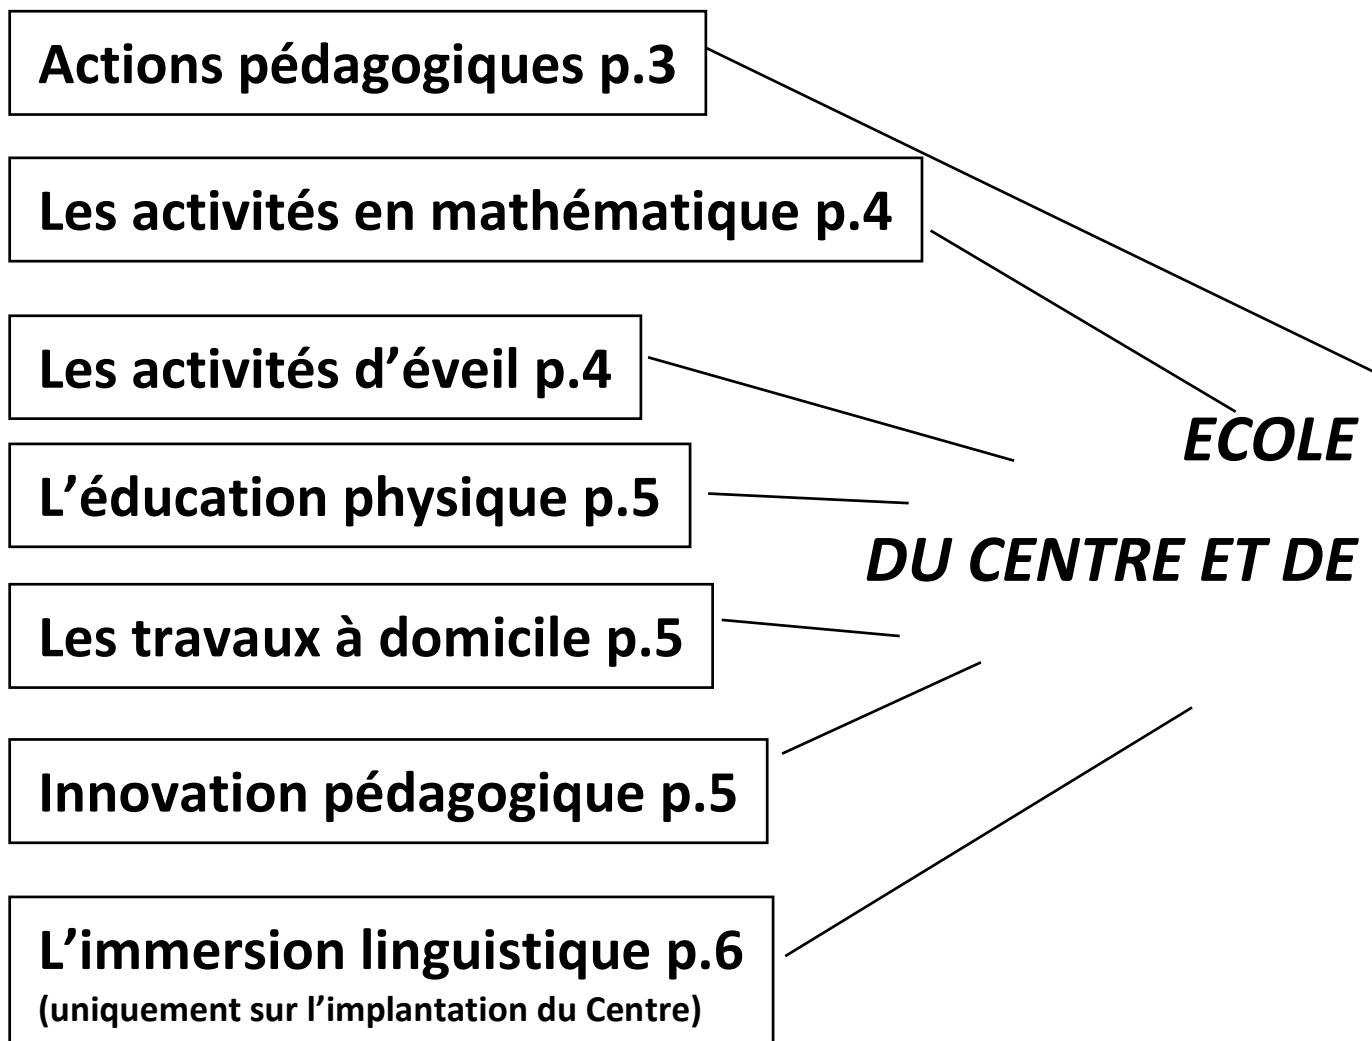 Actions pédagogiques p.3
Les activités en mathématique p.4
Les activités d’éveil p.4
L’éducation physique p.5
Les travaux à domicile p.5
Innovation pédagogique p.5
L’immersion linguistique p.6
(uniquement sur l’implantation du Centre)
ECOLE
DU CENTRE ET DE